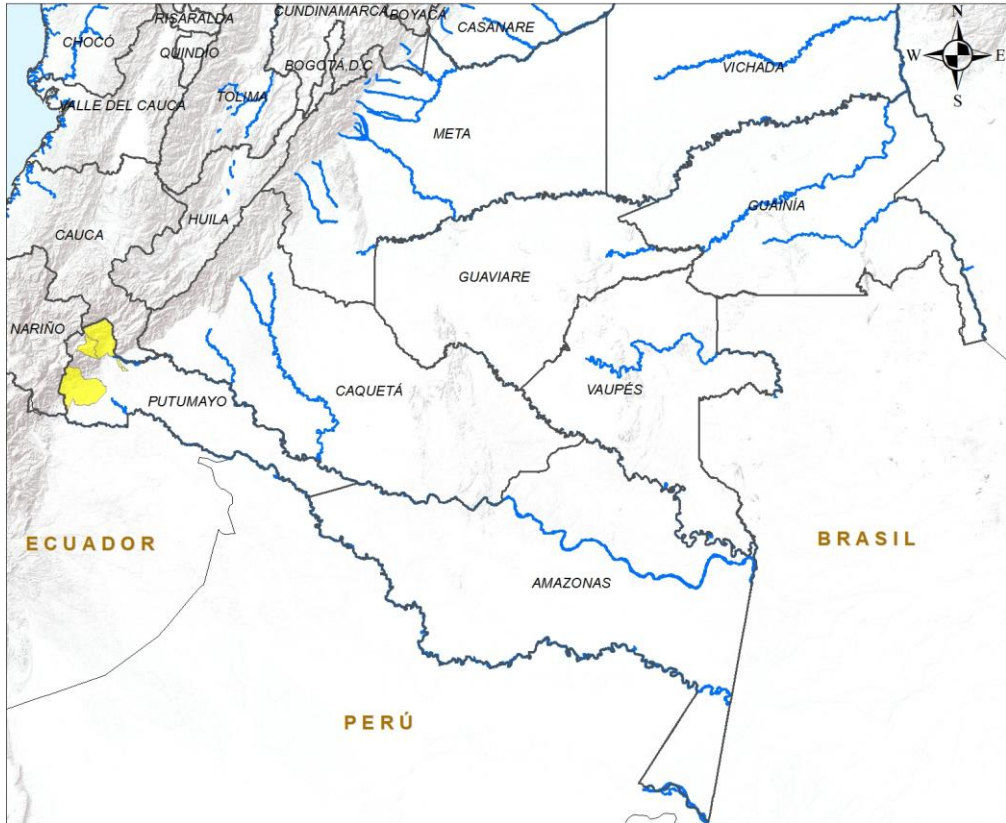 RISARALDA
CUNDINAMARCA
BOYACÁ
CASANARE
N
CHOCÓ
QUINDÍO
BOGOTÁ D.C
W
E
VICHADA
S
VALLE DEL CAUCA
TOLIMA
META
HUILA
GUAINÍA
CAUCA
GUAVIARE
NARIÑO
PUTUMAYO
CAQUETÁ
VAUPÉS
ECUADOR
BRASIL
AMAZONAS
PERÚ